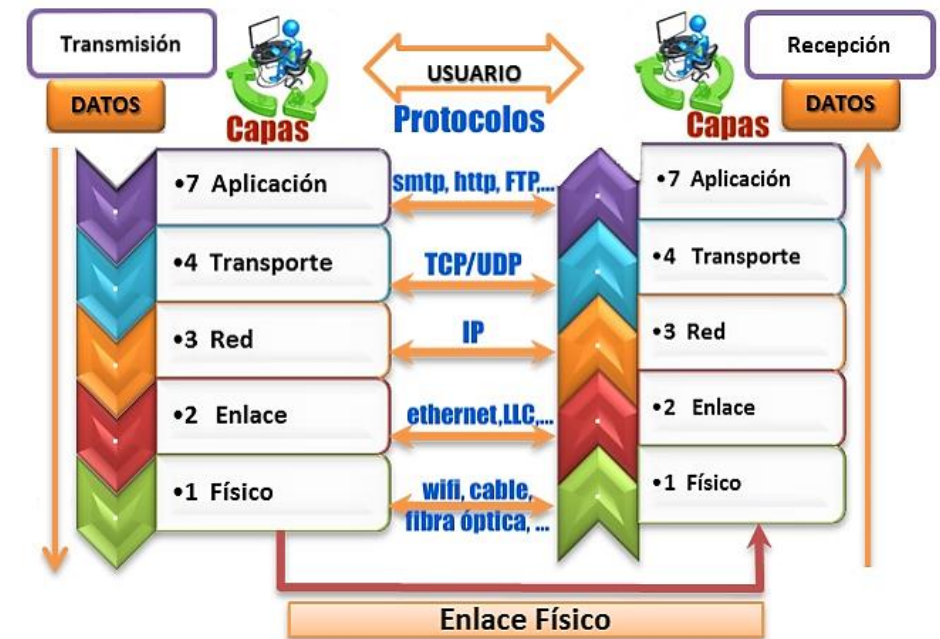 Transmisión
DATOS
Capas
USUARIO
Protocolos
Recepción
DATOS
Capas
•7 Aplicación
smtp, http, FTP,...
•7 Aplicación
•4 Transporte
TCP/UDP
•4 Transporte
•3 Red
IP
•3 Red
•2 Enlace
ethernet,LLC,...
•2 Enlace
•1 Físico
wifi, cable,
fibra óptica, ...
•1 Físico
Enlace Físico